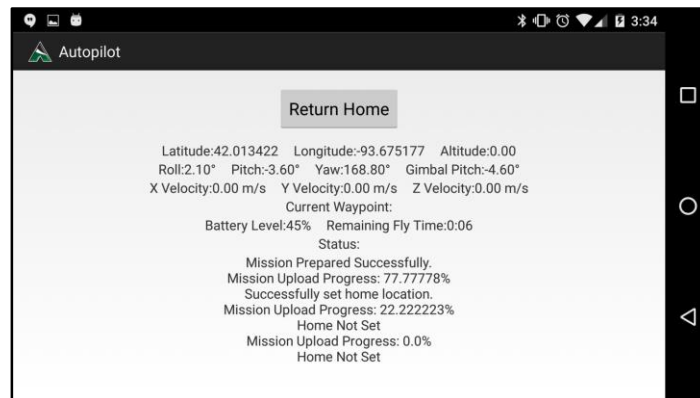 3:34
Autopilot
Return Home
Latitude:42.013422 Longitude:-93.675177 Altitude:0.00
Roll:2.10° Pitch:-3.60° Yaw:168.80° Gimbal Pitch:-4.60°
X Velocity:0.00 m/s Y Velocity:0.00 m/s Z Velocity:0.00 m/s
Current Waypoint:
Battery Level:45% Remaining Fly Time:0:06
Status:
Mission Prepared Successfully.
Mission Upload Progress: 77.77778%
Successfully set home location.
Mission Upload Progress: 22.222223%
Home Not Set
Mission Upload Progress: 0.0%
Home Not Set